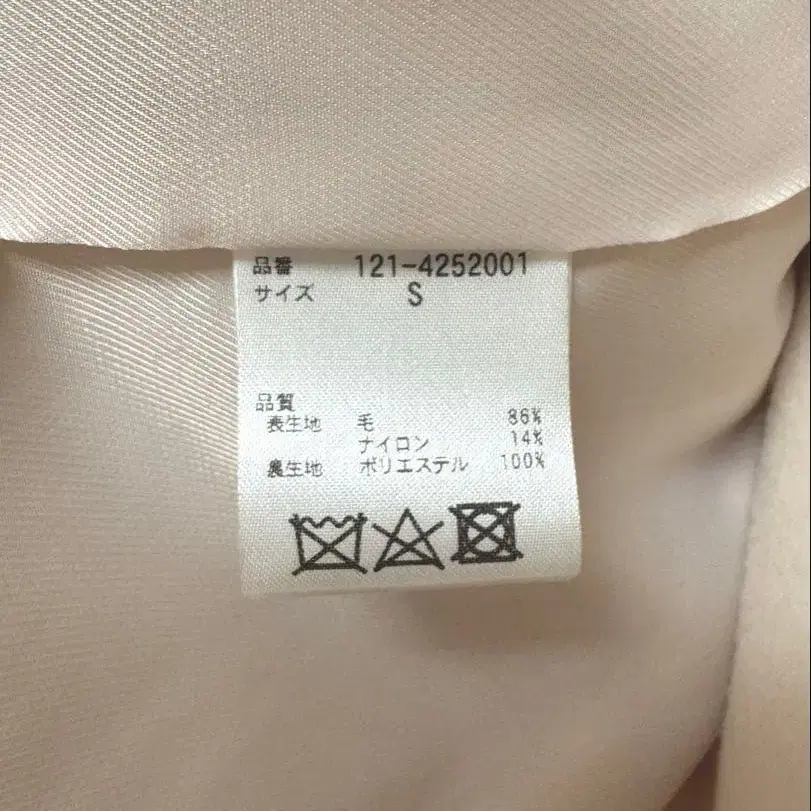 品番 121-4252001
サイズ S
品質
表生地 毛 86%
ナイロン 14%
裏生地 ポリエステル 100%